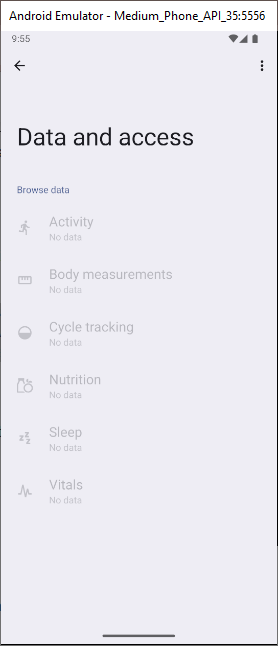 Android Emulator - Medium_Phone_API_35:5556
9:55
Data and access
Browse data
Activity
No data
Body measurements
No data
Cycle tracking
No data
Nutrition
No data
Sleep
No data
Vitals
No data